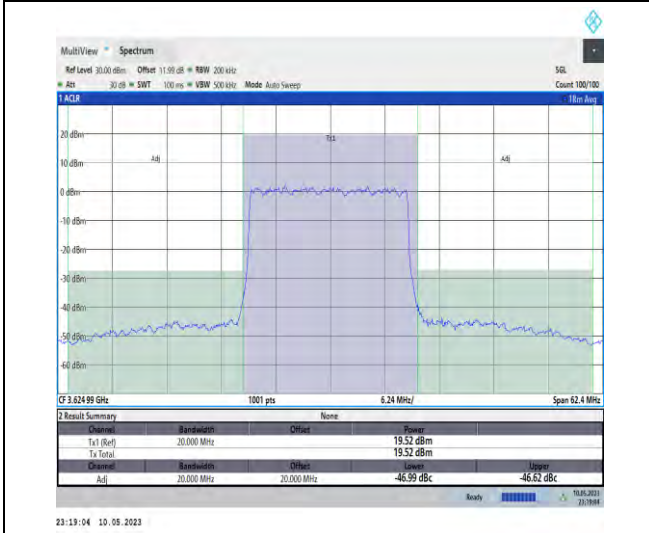 MultiView Spectrum
Ref Level 30.00 dBm Offset 11.99 dB RBW 200 kHz SGL
Att 30 dB SWT 100 ms VBW 500 kHz Mode Auto Sweep Count 100/100
1 ACLR 1Rm Avg
20 dBm Tx1
Adj Adj
10 dBm
0 dBm
-10 dBm
-20 dBm
-30 dBm
-40 dBm
-50 dBm
-60 dBm
CF 3.624 99 GHz 1001 pts 6.24 MHz/ Span 62.4 MHz
2 Result Summary None
Channel Bandwidth Offset Power
Tx1 (Ref) 20.000 MHz 19.52 dBm
Tx Total 19.52 dBm
Channel Bandwidth Offset Lower Upper
Adj 20.000 MHz 20.000 MHz -46.99 dBc -46.62 dBc
Ready 10.05.2023
23:19:04
23:19:04 10.05.2023